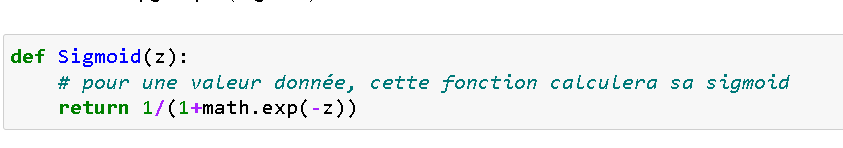 def Sigmoid(z):
# pour une valeur donnée, cette fonction calculera sa sigmoid
return 1/(1+math.exp(-z))